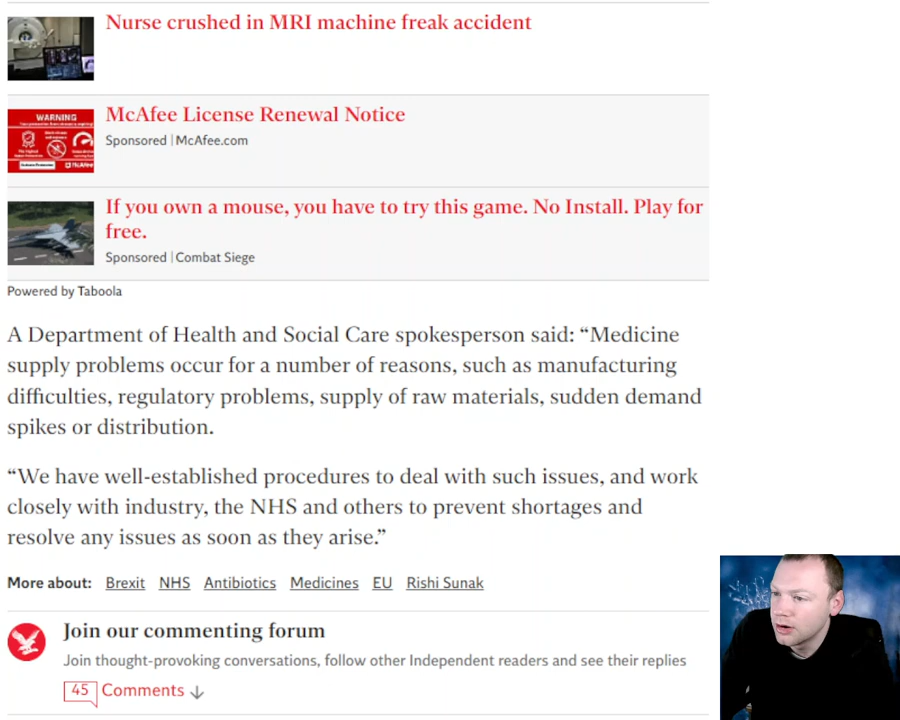 Nurse crushed in MRI machine freak accident
WARNING
McAfee License Renewal Notice
Sponsored | McAfee.com
McAfee
If you own a mouse, you have to try this game. No Install. Play for
free.
Sponsored | Combat Siege
Powered by Taboola
A Department of Health and Social Care spokesperson said: “Medicine
supply problems occur for a number of reasons, such as manufacturing
difficulties, regulatory problems, supply of raw materials, sudden demand
spikes or distribution.
“We have well-established procedures to deal with such issues, and work
closely with industry, the NHS and others to prevent shortages and
resolve any issues as soon as they arise.”
More about: Brexit NHS Antibiotics Medicines EU Rishi Sunak
Join our commenting forum
Join thought-provoking conversations, follow other Independent readers and see their replies
45 Comments